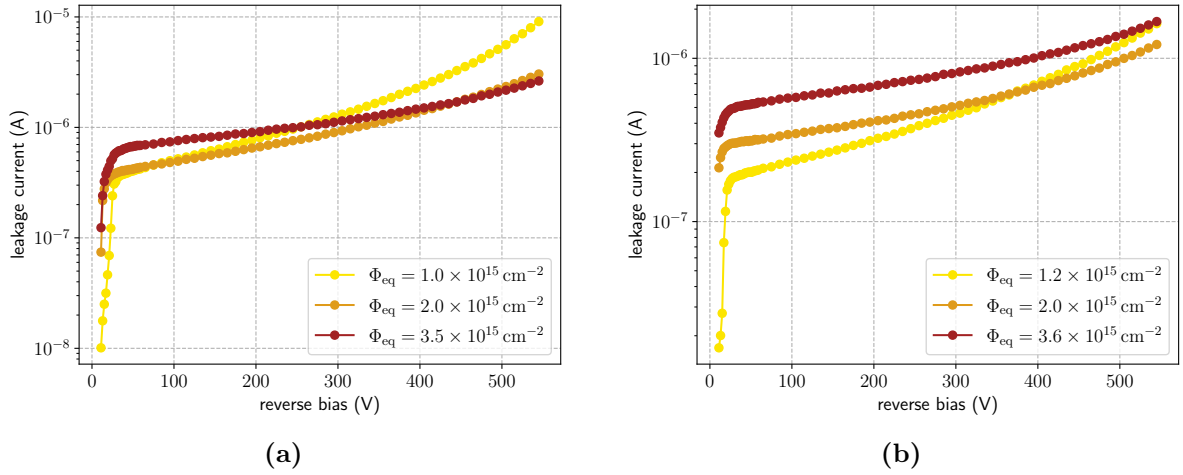 10⁻⁵
10⁻⁶
10⁻⁷
10⁻⁸
leakage current (A)
Φeq = 1.0 × 10¹⁵ cm⁻²
Φeq = 2.0 × 10¹⁵ cm⁻²
Φeq = 3.5 × 10¹⁵ cm⁻²
0 100 200 300 400 500
reverse bias (V)
(a)
10⁻⁶
10⁻⁷
leakage current (A)
Φeq = 1.2 × 10¹⁵ cm⁻²
Φeq = 2.0 × 10¹⁵ cm⁻²
Φeq = 3.6 × 10¹⁵ cm⁻²
0 100 200 300 400 500
reverse bias (V)
(b)